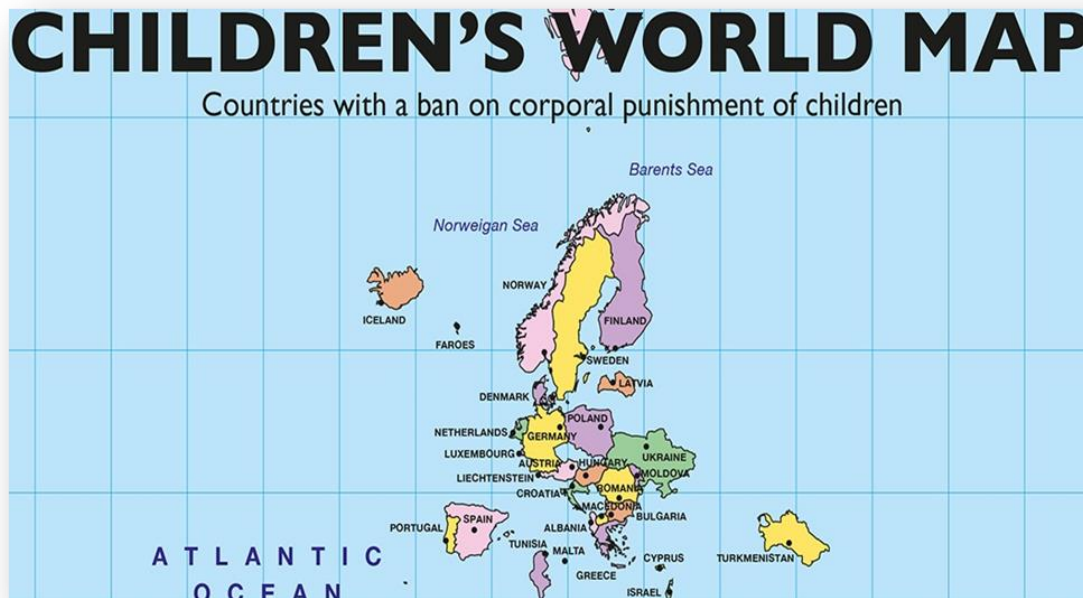 CHILDREN'S WORLD MAP
Countries with a ban on corporal punishment of children
Barents Sea
Norweigan Sea
NORWAY
ICELAND
FINLAND
FAROES
SWEDEN
LATVIA
DENMARK
POLAND
NETHERLANDS
GERMANY
LUXEMBOURG
UKRAINE
AUSTRIA
HUNGARY
MOLDOVA
LIECHTENSTEIN
ROMANIA
CROATIA
MACEDONIA
BULGARIA
SPAIN
PORTUGAL
ALBANIA
TUNISIA
MALTA
CYPRUS
TURKMENISTAN
GREECE
ISRAEL
ATLANTIC
OCEAN